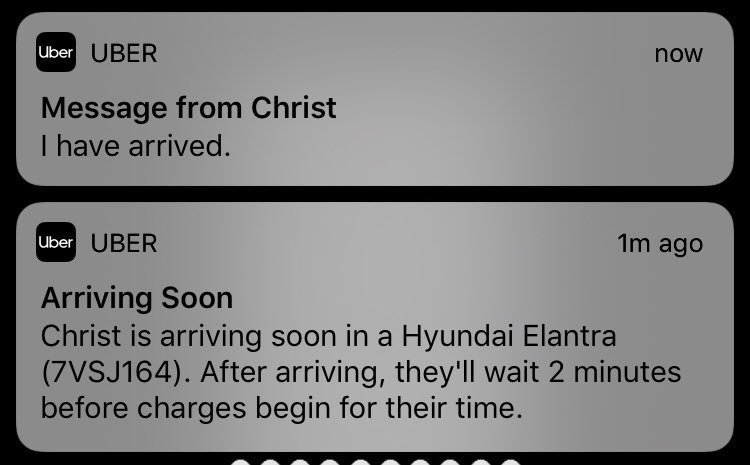 Uber UBER now
Message from Christ
I have arrived.
Uber UBER 1m ago
Arriving Soon
Christ is arriving soon in a Hyundai Elantra
(7VSJ164). After arriving, they'll wait 2 minutes
before charges begin for their time.